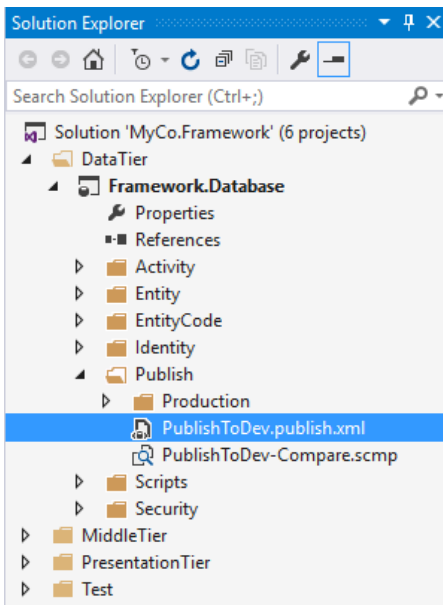 Solution Explorer
Search Solution Explorer (Ctrl+;)
Solution 'MyCo.Framework' (6 projects)
DataTier
Framework.Database
Properties
References
Activity
Entity
EntityCode
Identity
Publish
Production
PublishToDev.publish.xml
PublishToDev-Compare.scmp
Scripts
Security
MiddleTier
PresentationTier
Test